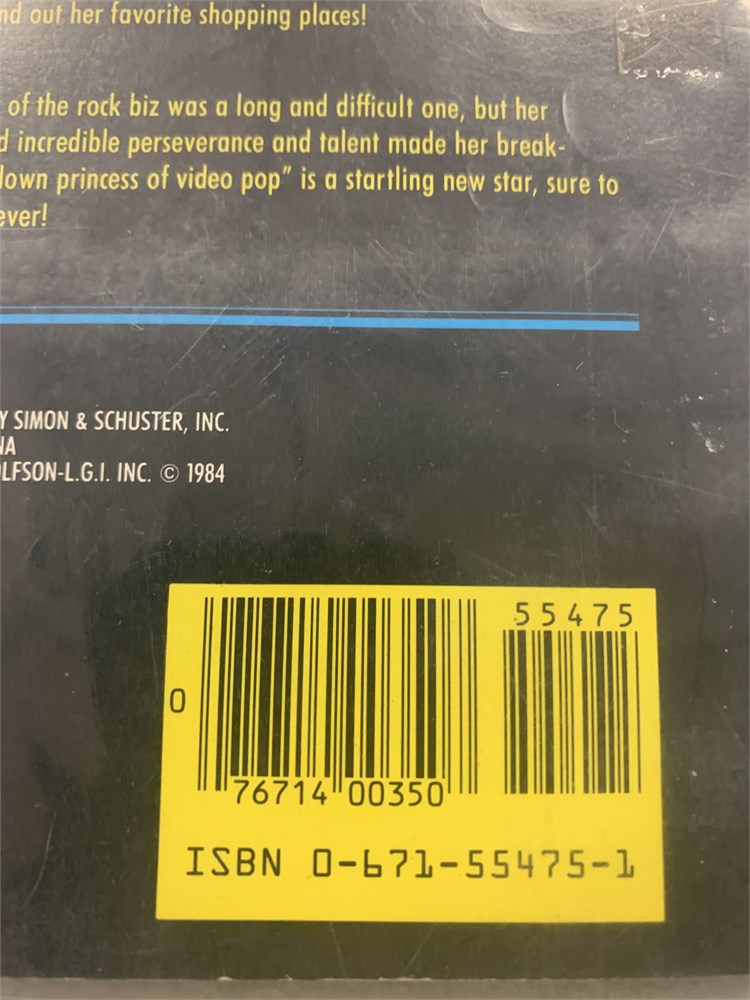 nd out her favorite shopping places!
of the rock biz was a long and difficult one, but her
d incredible perseverance and talent made her break-
lown princess of video pop" is a startling new star, sure to
ever!
Y SIMON & SCHUSTER, INC.
NA
OLFSON-L.G.I. INC. © 1984
55475
0
76714 00350
ISBN 0-671-55475-1